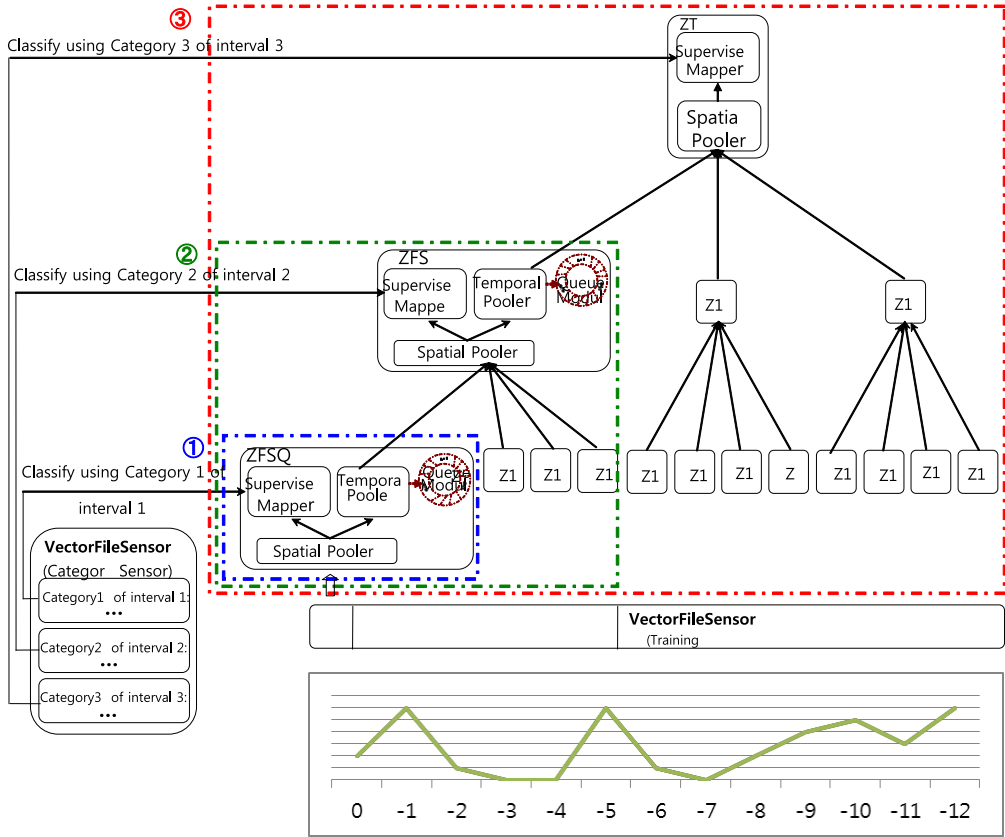 ③
ZT
Classify using Category 3 of interval 3
Supervise
Mapper
Spatia
Pooler
②
ZFS
Classify using Category 2 of interval 2
Supervise
Mappe
Temporal
Pooler
Queue
Modul
Spatial Pooler
Z1
Z1
①
ZFSQ
Classify using Category 1 of
interval 1
Supervise
Mapper
Tempora
Poole
Queue
Modul
Spatial Pooler
Z1
Z1
Z1
Z1
Z1
Z1
Z
Z1
Z1
Z1
Z1
VectorFileSensor
(Categor Sensor)
Category1 of interval 1:
...
Category2 of interval 2:
...
Category3 of interval 3:
...
VectorFileSensor
(Training
0 -1 -2 -3 -4 -5 -6 -7 -8 -9 -10 -11 -12